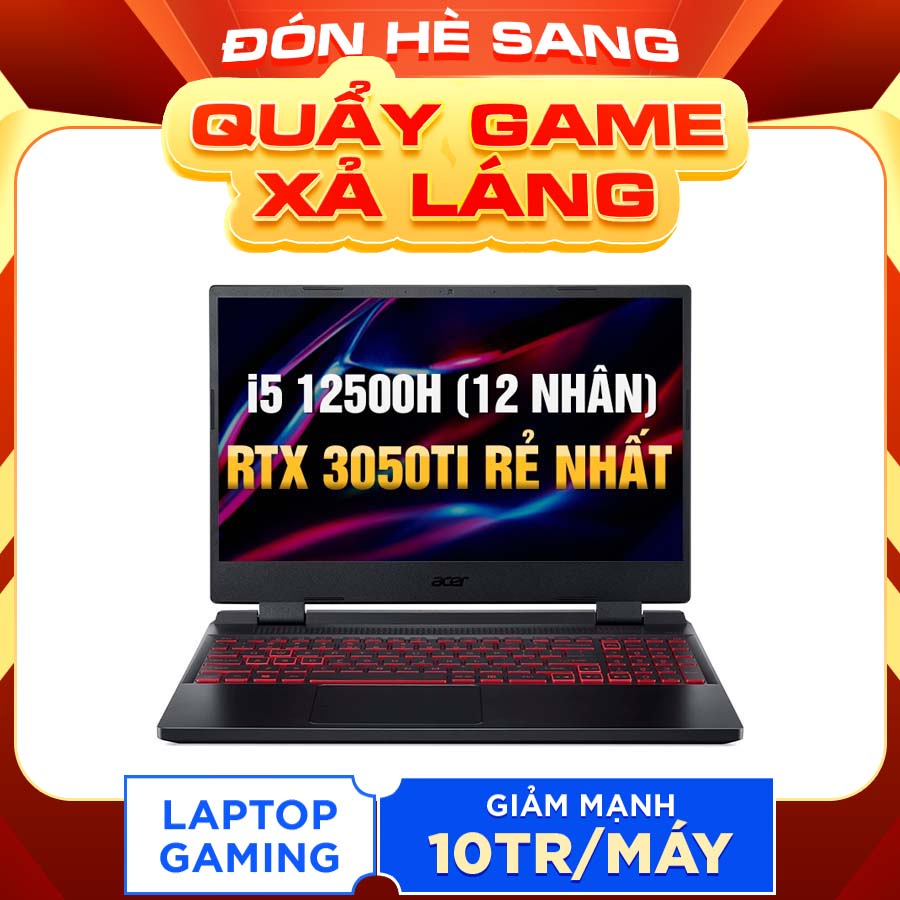 ĐÓN HÈ SANG
QUẨY GAME
XẢ LÁNG
i5 12500H (12 NHÂN)
RTX 3050TI RẺ NHẤT
acer
LAPTOP
GAMING
GIẢM MẠNH
10TR/MÁY